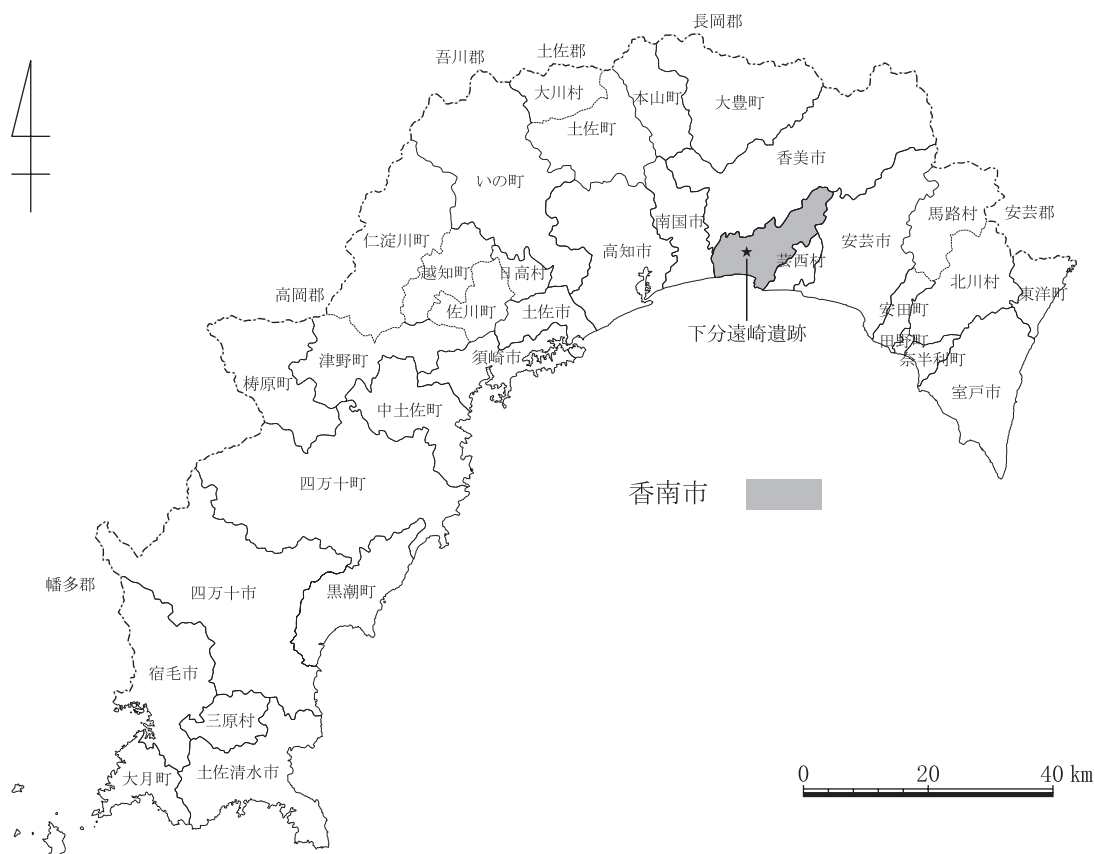 長岡郡
土佐郡
吾川郡
大川村
本山町
大豊町
土佐町
香美市
いの町
馬路村
安芸郡
南国市
仁淀川町
高知市
安芸市
芸西村
越知町
日高村
北川村
東洋町
高岡郡
佐川町
土佐市
安田町
下分遠崎遺跡
田野町
津野町
須崎市
奈半利町
梼原町
室戸市
中土佐町
四万十町
香南市
幡多郡
四万十市
黒潮町
宿毛市
三原村
大月町
土佐清水市
0 20 40 km